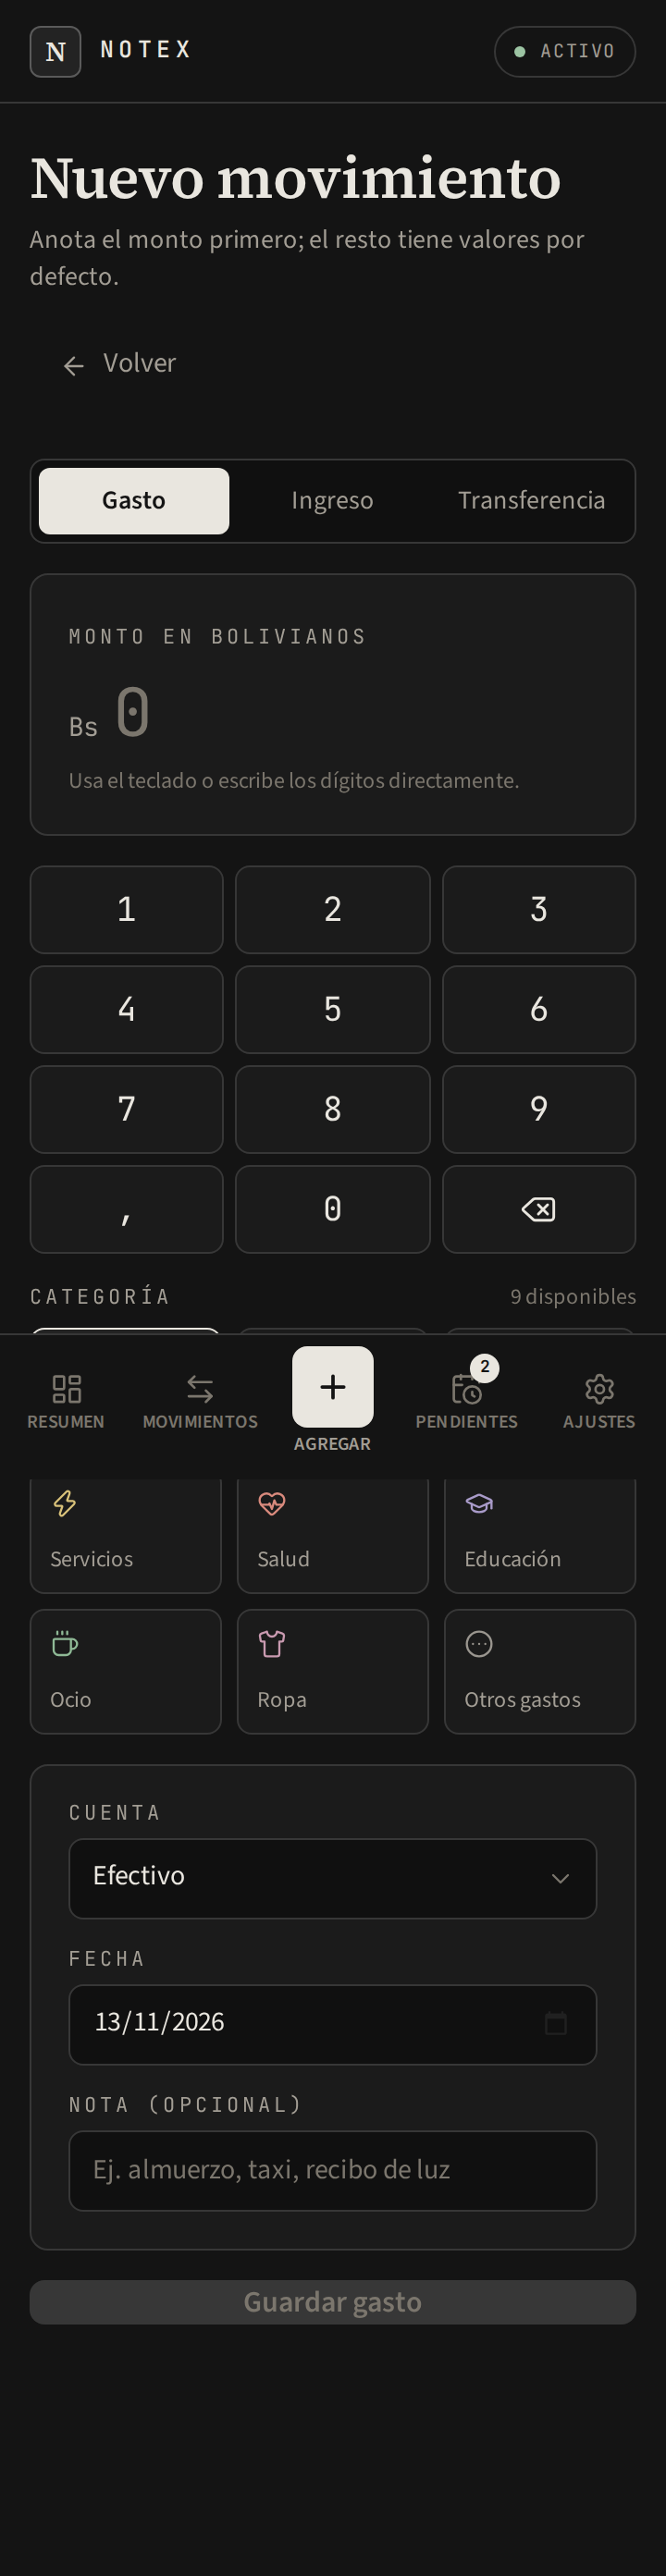 N NOTEX ACTIVO
Nuevo movimiento
Anota el monto primero; el resto tiene valores por
defecto.
Volver
Gasto Ingreso Transferencia
MONTO EN BOLIVIANOS
Bs 0
Usa el teclado o escribe los dígitos directamente.
1 2 3
4 5 6
7 8 9
, 0
CATEGORÍA 9 disponibles
2
RESUMEN MOVIMIENTOS PENDIENTES AJUSTES
AGREGAR
Servicios Salud Educación
Ocio Ropa Otros gastos
CUENTA
Efectivo
FECHA
13/11/2026
NOTA (OPCIONAL)
Ej. almuerzo, taxi, recibo de luz
Guardar gasto